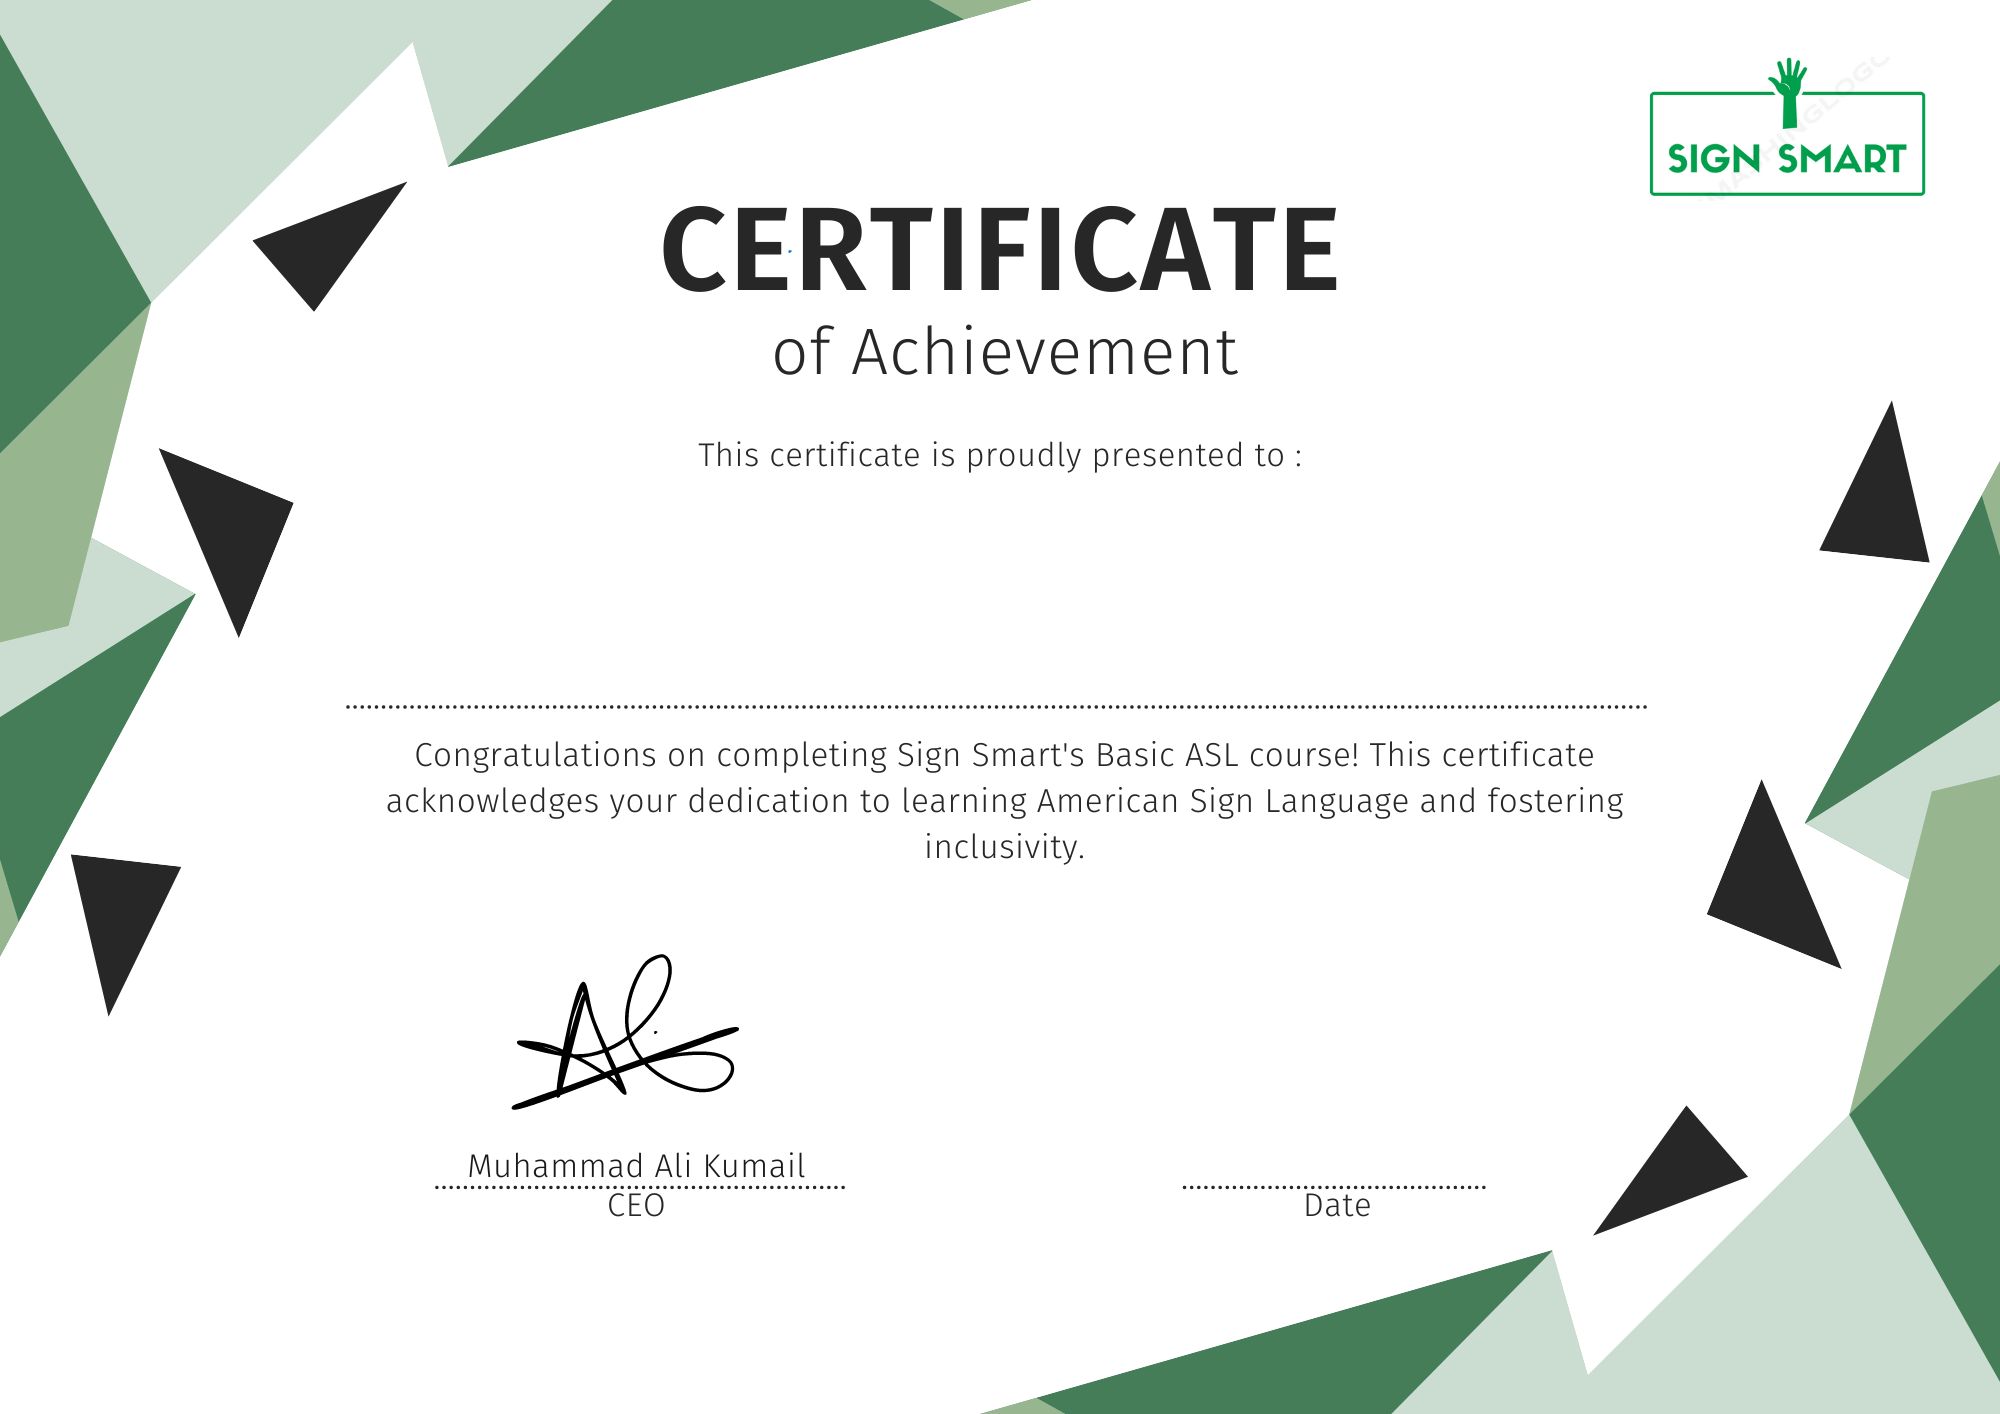 SIGN SMART
CERTIFICATE
of Achievement
This certificate is proudly presented to :
Congratulations on completing Sign Smart's Basic ASL course! This certificate
acknowledges your dedication to learning American Sign Language and fostering
inclusivity.
Ali
Muhammad Ali Kumail
CEO
Date